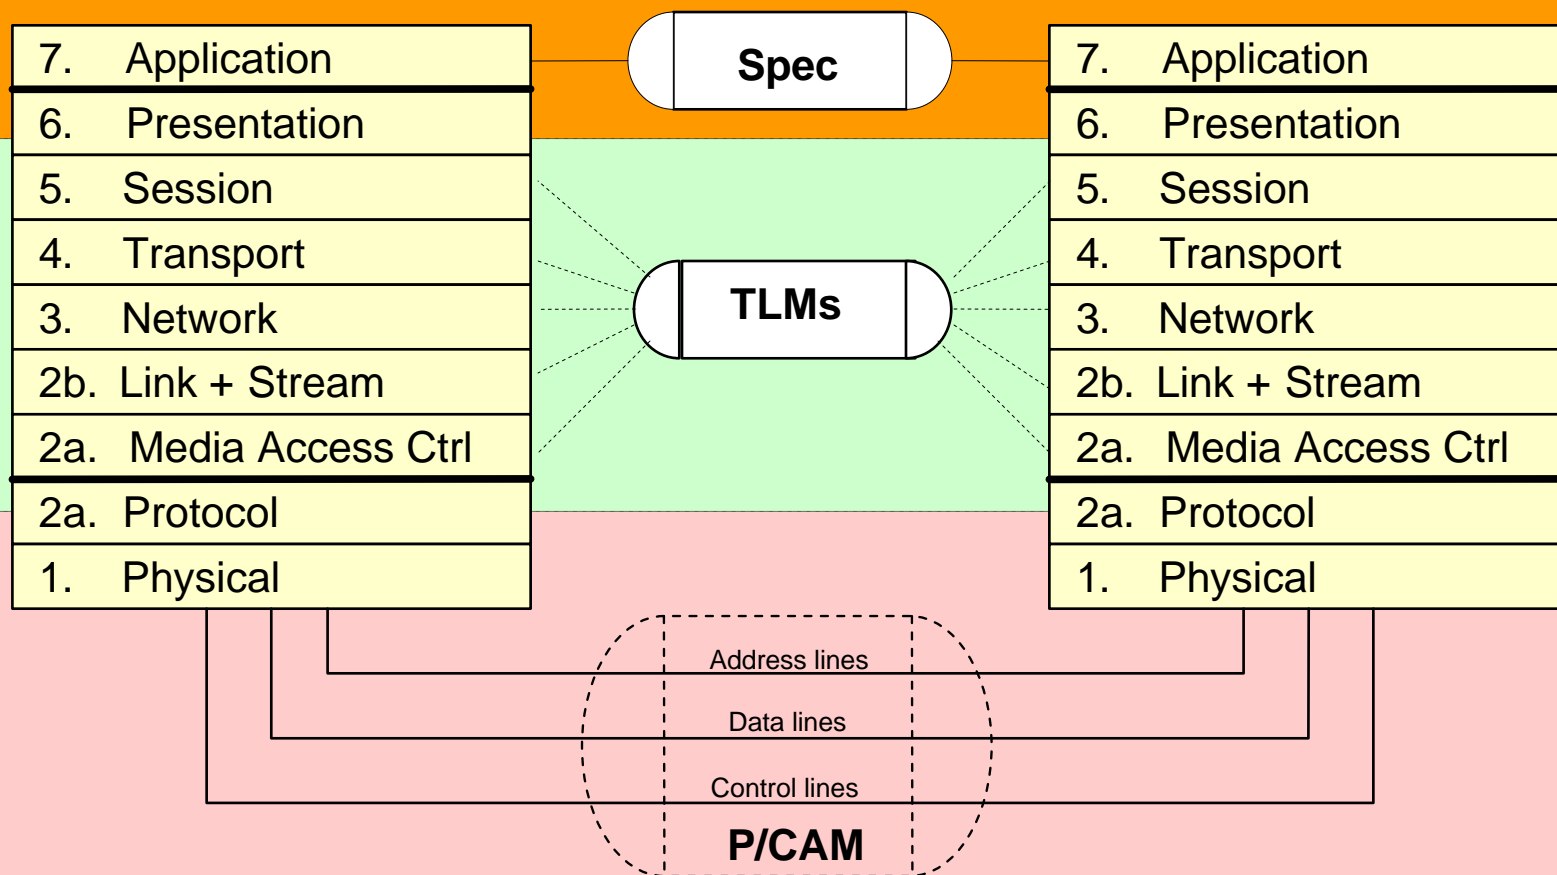 7. Application
6. Presentation
5. Session
4. Transport
3. Network
2b. Link + Stream
2a. Media Access Ctrl
2a. Protocol
1. Physical
Spec
TLMs
7. Application
6. Presentation
5. Session
4. Transport
3. Network
2b. Link + Stream
2a. Media Access Ctrl
2a. Protocol
1. Physical
Address lines
Data lines
Control lines
P/CAM